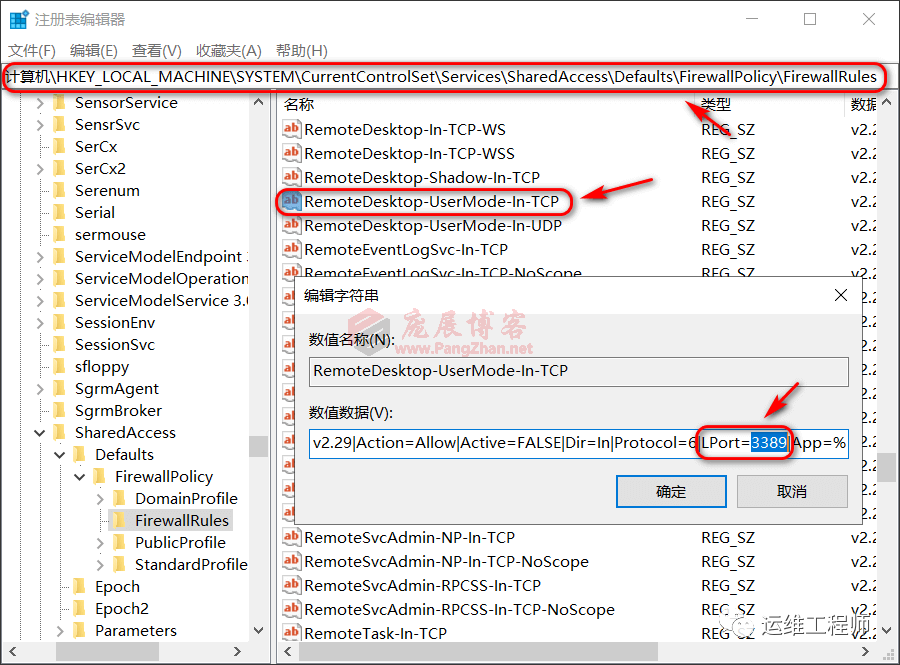 注册表编辑器
文件(F) 编辑(E) 查看(V) 收藏夹(A) 帮助(H)
计算机\HKEY_LOCAL_MACHINE\SYSTEM\CurrentControlSet\Services\SharedAccess\Defaults\FirewallPolicy\FirewallRules
SensorService
SensrSvc
SerCx
SerCx2
Serenum
Serial
sermouse
ServiceModelEndpoint
ServiceModelOperation
ServiceModelService 3.0
SessionEnv
SessionSvc
sfloppy
SgrmAgent
SgrmBroker
SharedAccess
Defaults
FirewallPolicy
DomainProfile
FirewallRules
PublicProfile
StandardProfile
Epoch
Epoch2
Parameters
名称 类型 数据
RemoteDesktop-In-TCP-WS REG_SZ v2.2
RemoteDesktop-In-TCP-WSS REG_SZ v2.2
RemoteDesktop-Shadow-In-TCP REG_SZ v2.2
RemoteDesktop-UserMode-In-TCP REG_SZ v2.2
RemoteDesktop-UserMode-In-UDP REG_SZ v2.2
RemoteEventLogSvc-In-TCP REG_SZ v2.2
RemoteEventLogSvc-In-TCP-NoScope REG_SZ v2.2
编辑字符串
数值名称(N):
RemoteDesktop-UserMode-In-TCP
数值数据(V):
v2.29|Action=Allow|Active=FALSE|Dir=In|Protocol=6|LPort=3389|App=%
确定 取消
庞展博客
www.PangZhan.net
RemoteSvcAdmin-NP-In-TCP REG_SZ v2.2
RemoteSvcAdmin-NP-In-TCP-NoScope REG_SZ v2.2
RemoteSvcAdmin-RPCSS-In-TCP REG_SZ v2.2
RemoteSvcAdmin-RPCSS-In-TCP-NoScope REG_SZ v2.2
RemoteTask-In-TCP REG_SZ v2.2
运维工程师